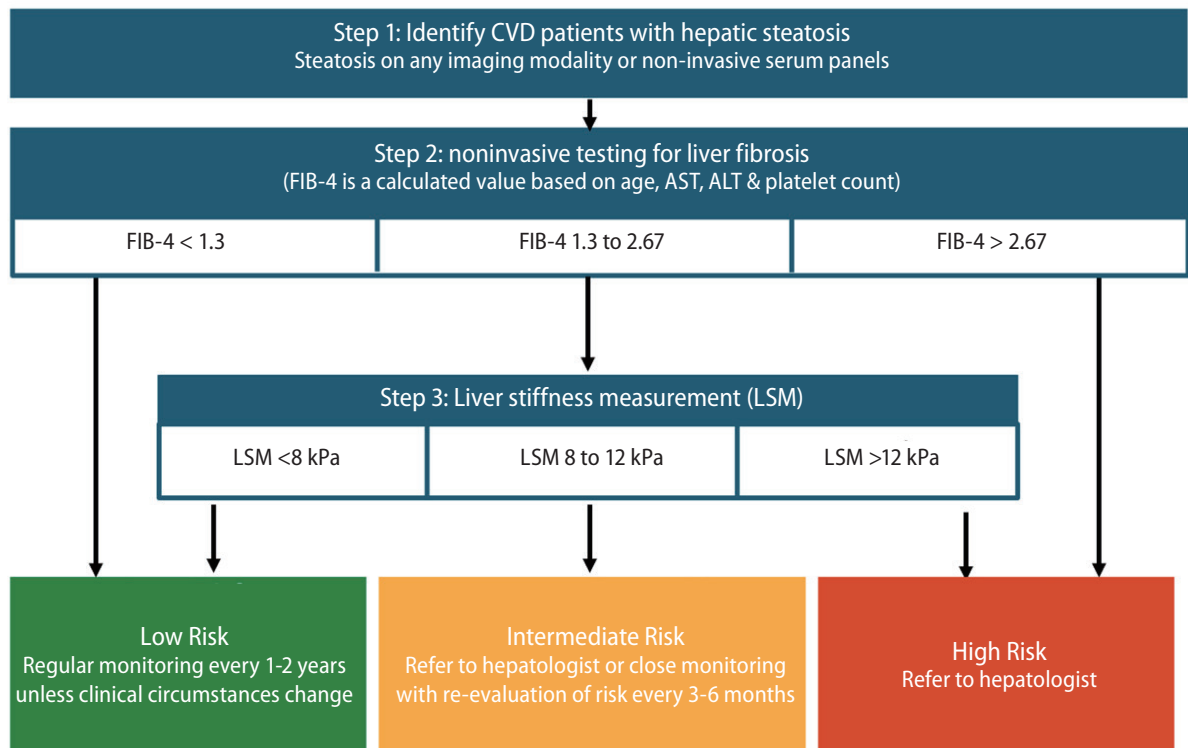 Step 1: Identify CVD patients with hepatic steatosis
Steatosis on any imaging modality or non-invasive serum panels
Step 2: noninvasive testing for liver fibrosis
(FIB-4 is a calculated value based on age, AST, ALT & platelet count)
FIB-4 < 1.3
FIB-4 1.3 to 2.67
FIB-4 > 2.67
Step 3: Liver stiffness measurement (LSM)
LSM <8 kPa
LSM 8 to 12 kPa
LSM >12 kPa
Low Risk
Regular monitoring every 1-2 years
unless clinical circumstances change
Intermediate Risk
Refer to hepatologist or close monitoring
with re-evaluation of risk every 3-6 months
High Risk
Refer to hepatologist